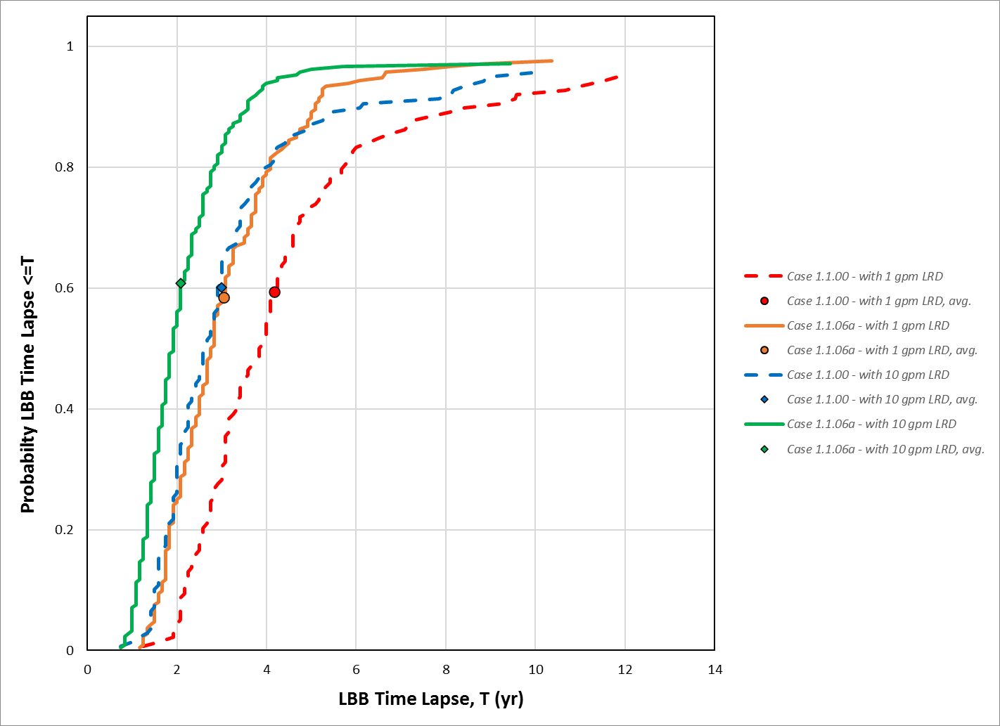 1
0.8
0.6
0.4
0.2
0
0 2 4 6 8 10 12 14
Probabilty LBB Time Lapse <=T
LBB Time Lapse, T (yr)
Case 1.1.00 - with 1 gpm LRD
Case 1.1.00 - with 1 gpm LRD, avg.
Case 1.1.06a - with 1 gpm LRD
Case 1.1.06a - with 1 gpm LRD, avg.
Case 1.1.00 - with 10 gpm LRD
Case 1.1.00 - with 10 gpm LRD, avg.
Case 1.1.06a - with 10 gpm LRD
Case 1.1.06a - with 10 gpm LRD, avg.